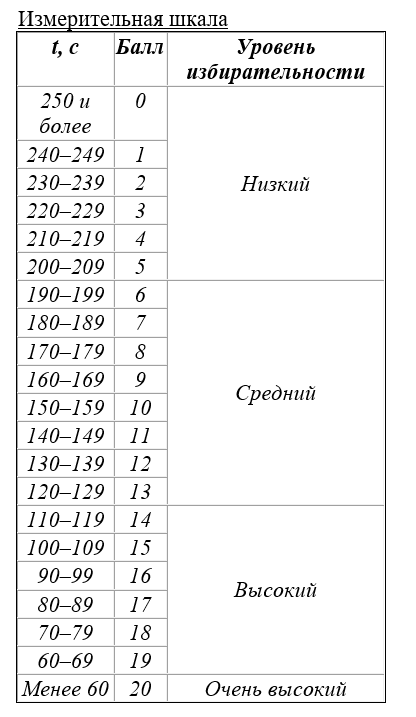 Измерительная шкала
t, с Балл Уровень
избирательности
250 и 0
более
240–249 1
230–239 2
Низкий
220–229 3
210–219 4
200–209 5
190–199 6
180–189 7
170–179 8
160–169 9
Средний
150–159 10
140–149 11
130–139 12
120–129 13
110–119 14
100–109 15
90–99 16
Высокий
80–89 17
70–79 18
60–69 19
Менее 60 20 Очень высокий